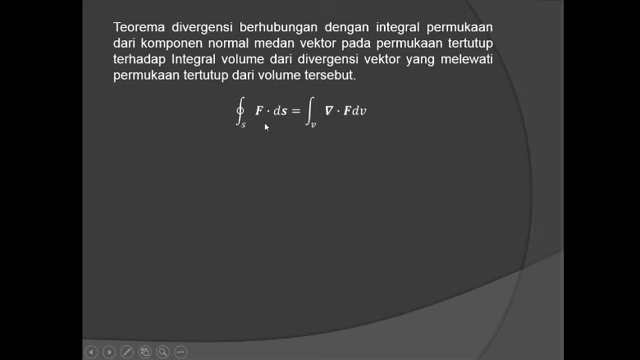 Teorema divergensi berhubungan dengan integral permukaan
dari komponen normal medan vektor pada permukaan tertutup
terhadap Integral volume dari divergensi vektor yang melewati
permukaan tertutup dari volume tersebut.
∮ₛ F · ds = ∫ᵥ ∇ · F dv